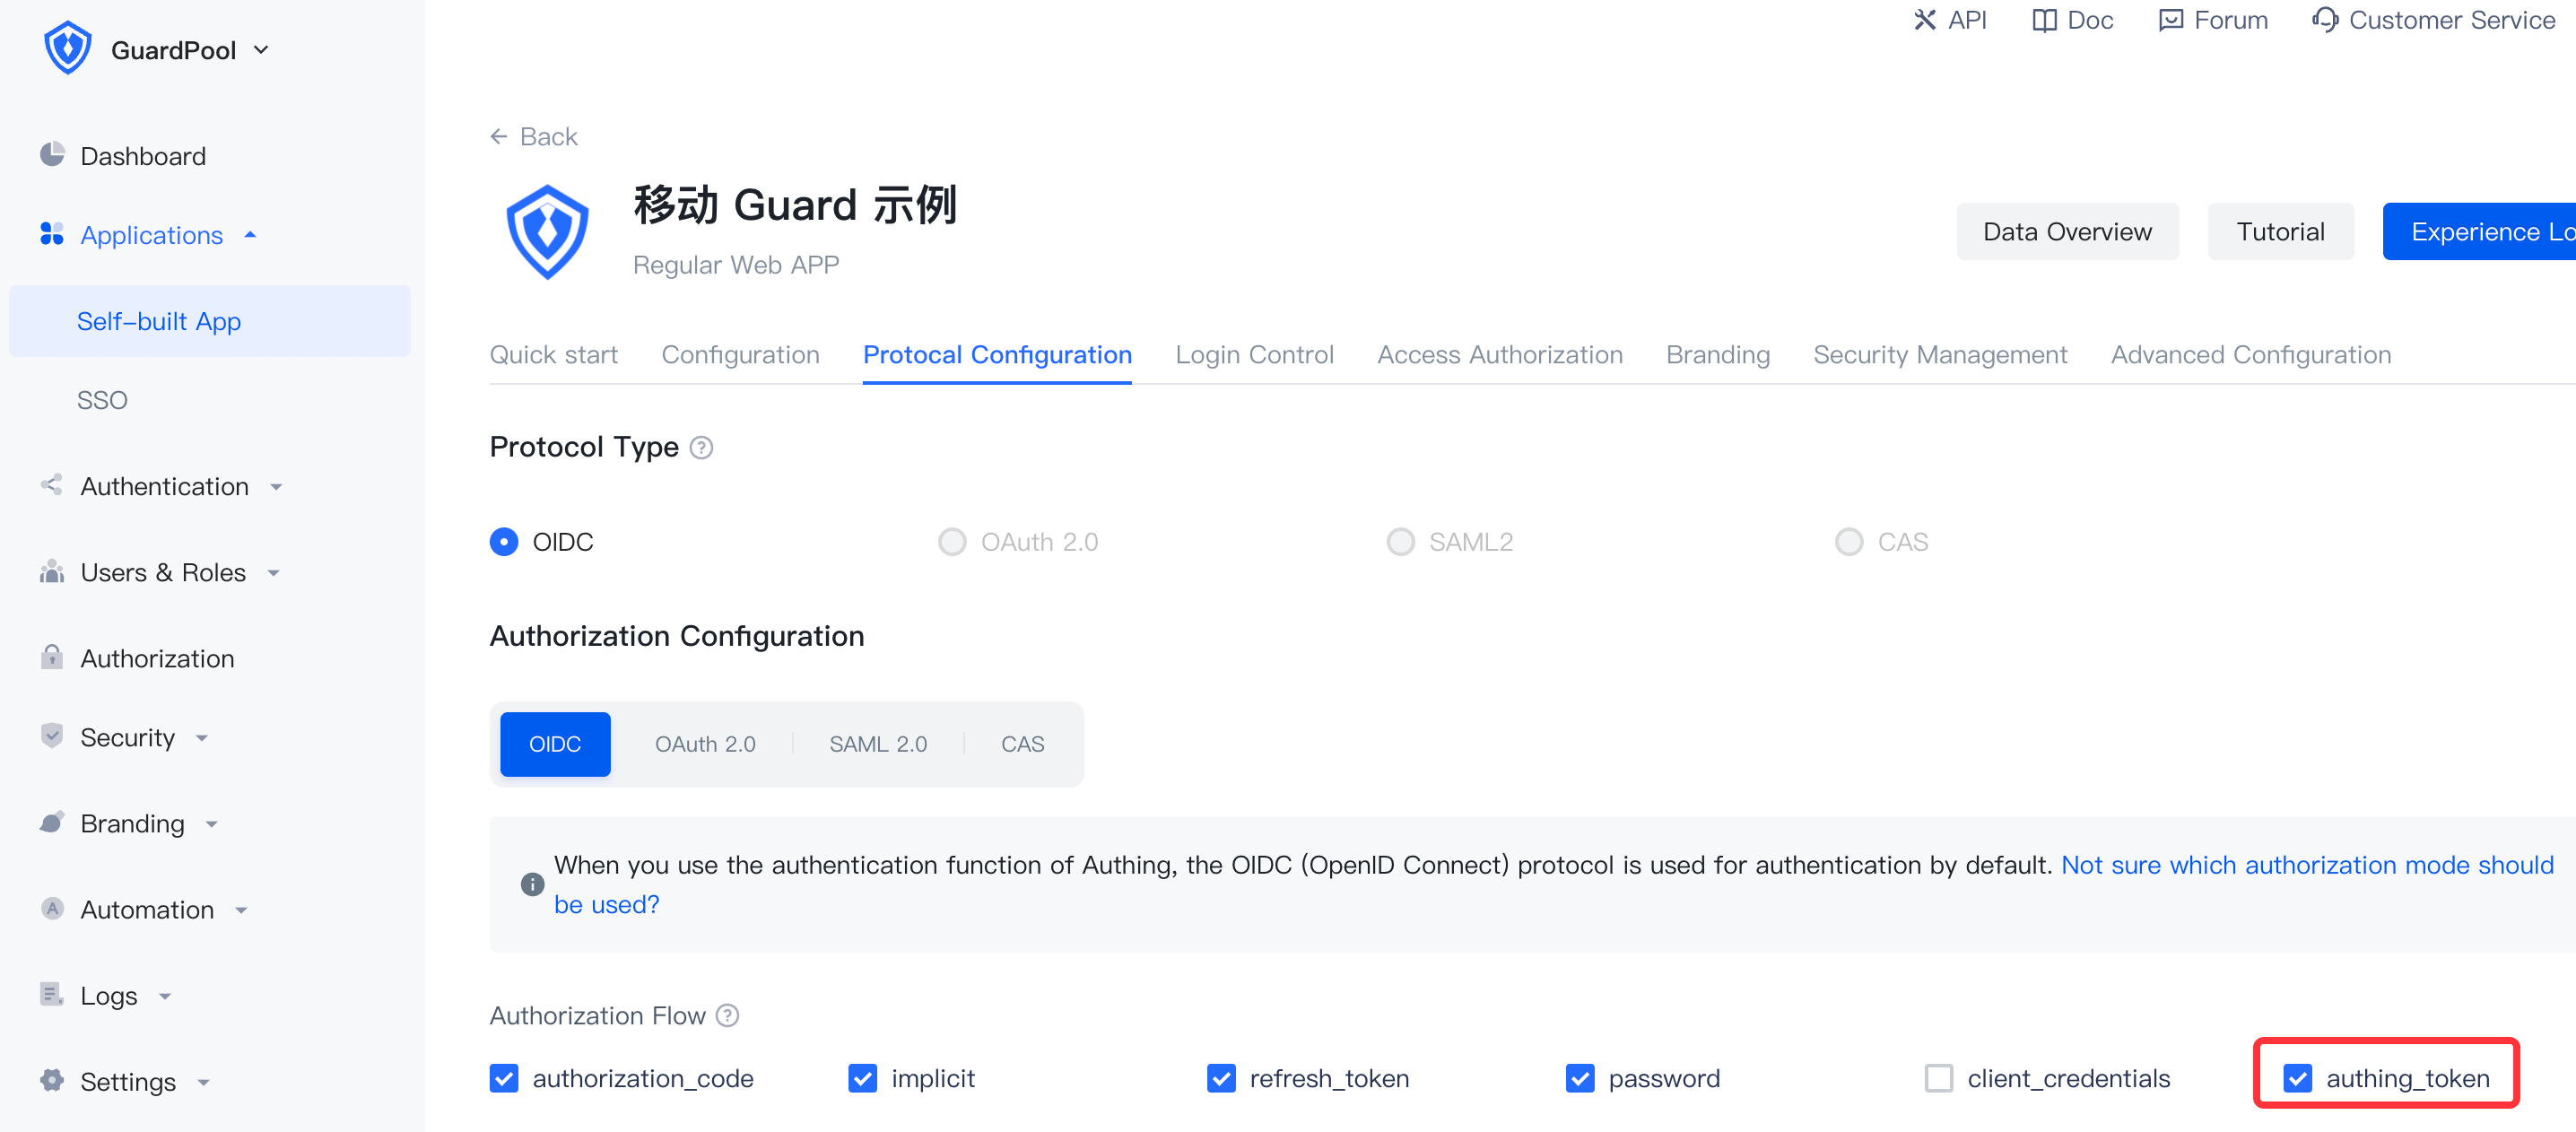 GuardPool
API
Doc
Forum
Customer Service
Dashboard
Applications
Self-built App
SSO
Authentication
Users & Roles
Authorization
Security
Branding
Automation
Logs
Settings
Back
移动 Guard 示例
Regular Web APP
Data Overview
Tutorial
Experience Lo
Quick start
Configuration
Protocal Configuration
Login Control
Access Authorization
Branding
Security Management
Advanced Configuration
Protocol Type
OIDC
OAuth 2.0
SAML2
CAS
Authorization Configuration
OIDC
OAuth 2.0
SAML 2.0
CAS
When you use the authentication function of Authing, the OIDC (OpenID Connect) protocol is used for authentication by default. Not sure which authorization mode should
be used?
Authorization Flow
authorization_code
implicit
refresh_token
password
client_credentials
authing_token